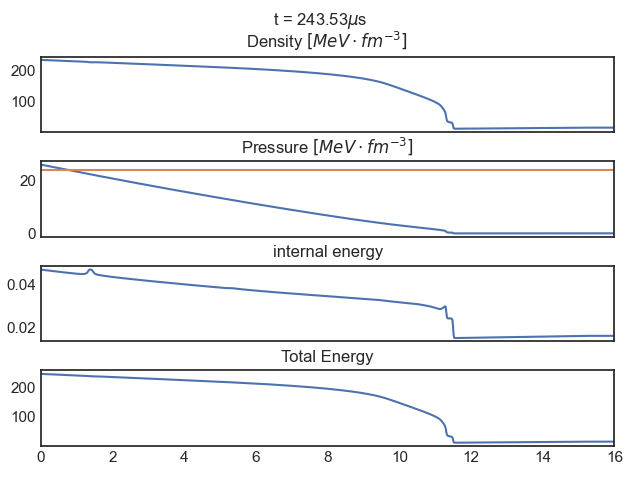 t = 243.53μs
Density [MeV · fm⁻³]
200
100
Pressure [MeV · fm⁻³]
20
0
internal energy
0.04
0.02
Total Energy
200
100
0 2 4 6 8 10 12 14 16